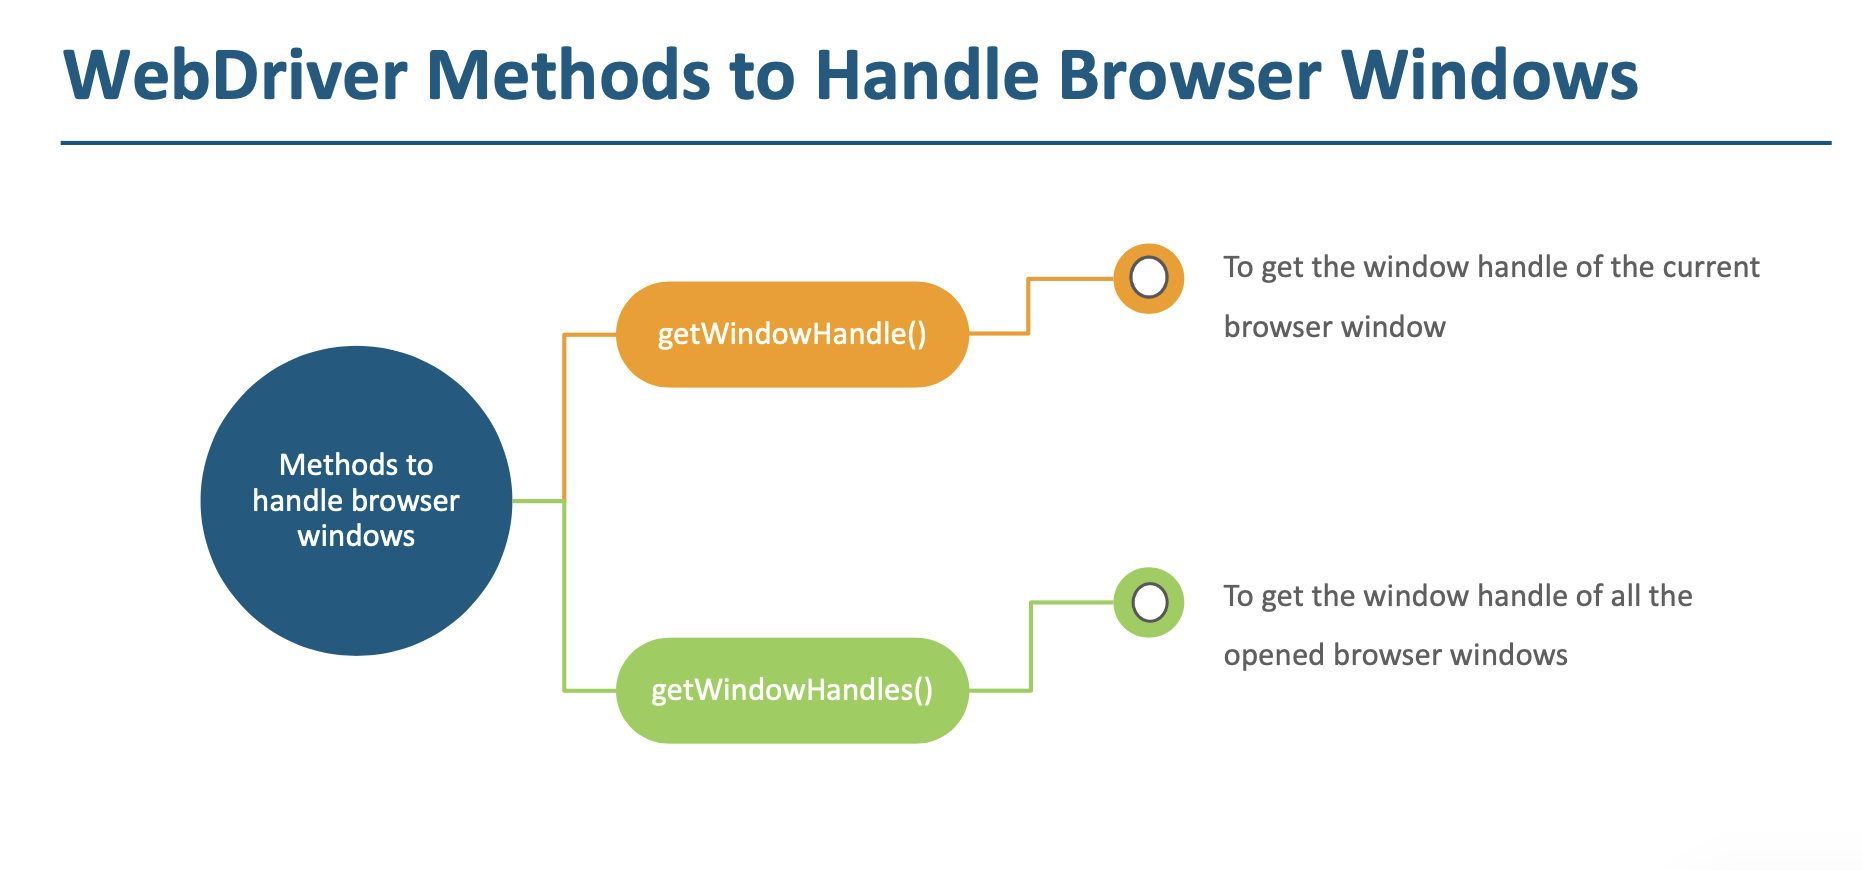 WebDriver Methods to Handle Browser Windows
Methods to
handle browser
windows
getWindowHandle()
To get the window handle of the current
browser window
getWindowHandles()
To get the window handle of all the
opened browser windows